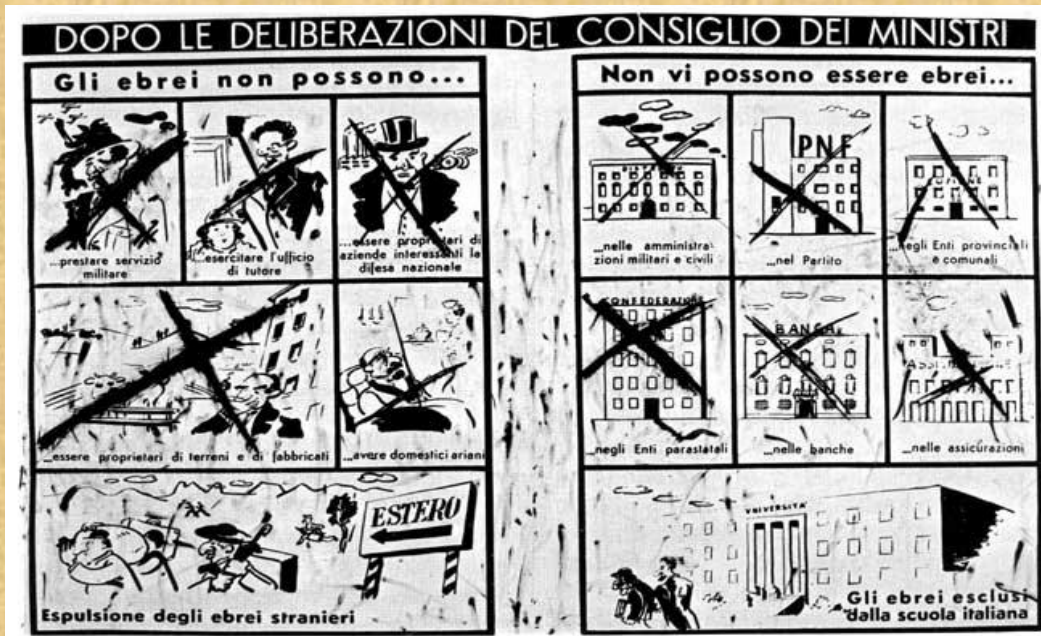 DOPO LE DELIBERAZIONI DEL CONSIGLIO DEI MINISTRI
Gli ebrei non possono...
...prestare servizio
militare
...esercitare l'ufficio
di tutore
...essere proprietari di
aziende interessanti la
difesa nazionale
...essere proprietari di terreni e di fabbricati
...avere domestici ariani
ESTERO
Espulsione degli ebrei stranieri
Non vi possono essere ebrei...
...nelle amministra-
zioni militari e civili
PNF
...nel Partito
...negli Enti provinciali
e comunali
CONFEDERAZIONE
...negli Enti parastatali
BANCA
...nelle banche
...nelle assicurazioni
VNIVERSITA'
Gli ebrei esclusi
dalla scuola italiana